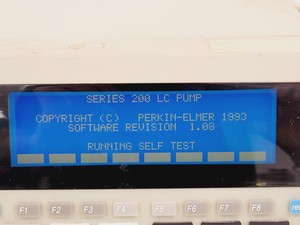 SERIES 200 LC PUMP
COPYRIGHT (C) PERKIN-ELMER 1993
SOFTWARE REVISION 1.08
RUNNING SELF TEST
F1 F2 F3 F4 F5 F6 F7 F8